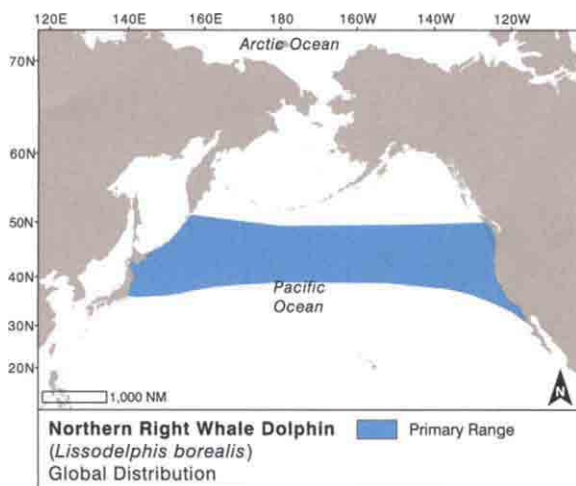 120E 140E 160E 180 160W 140W 120W
Arctic Ocean
70N
60N
50N
40N
Pacific
Ocean
30N
20N
1,000 NM
N
Northern Right Whale Dolphin
Primary Range
(Lissodelphis borealis)
Global Distribution